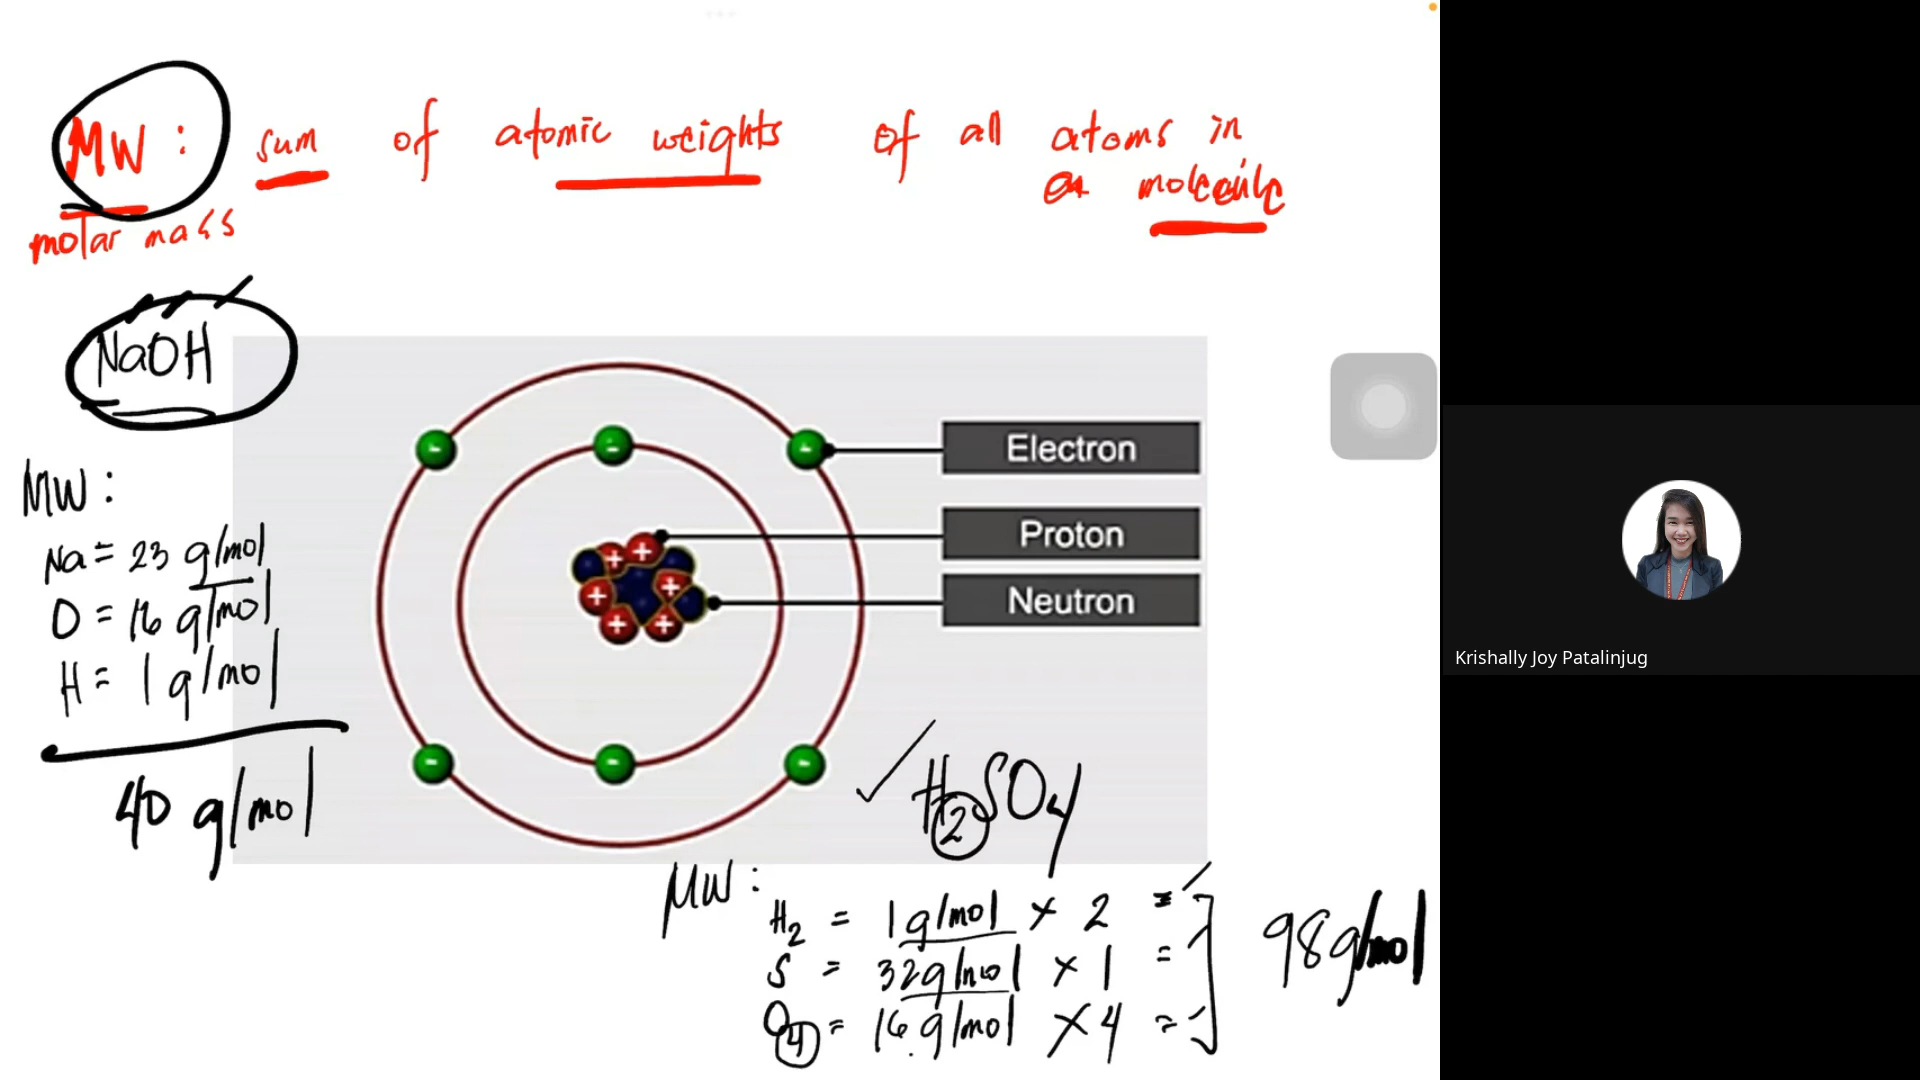 MW : sum of atomic weights of all atoms in
molecule
molar mass
NaOH
MW :
Na = 23 g/mol
O = 16 g/mol
H = 1 g/mol
40 g/mol
Electron
Proton
Neutron
H2SO4
MW :
H2 = 1 g/mol x 2 =
S = 32 g/mol x 1 =
O4 = 16 g/mol x 4 =
98 g/mol
Krishally Joy Patalinjug